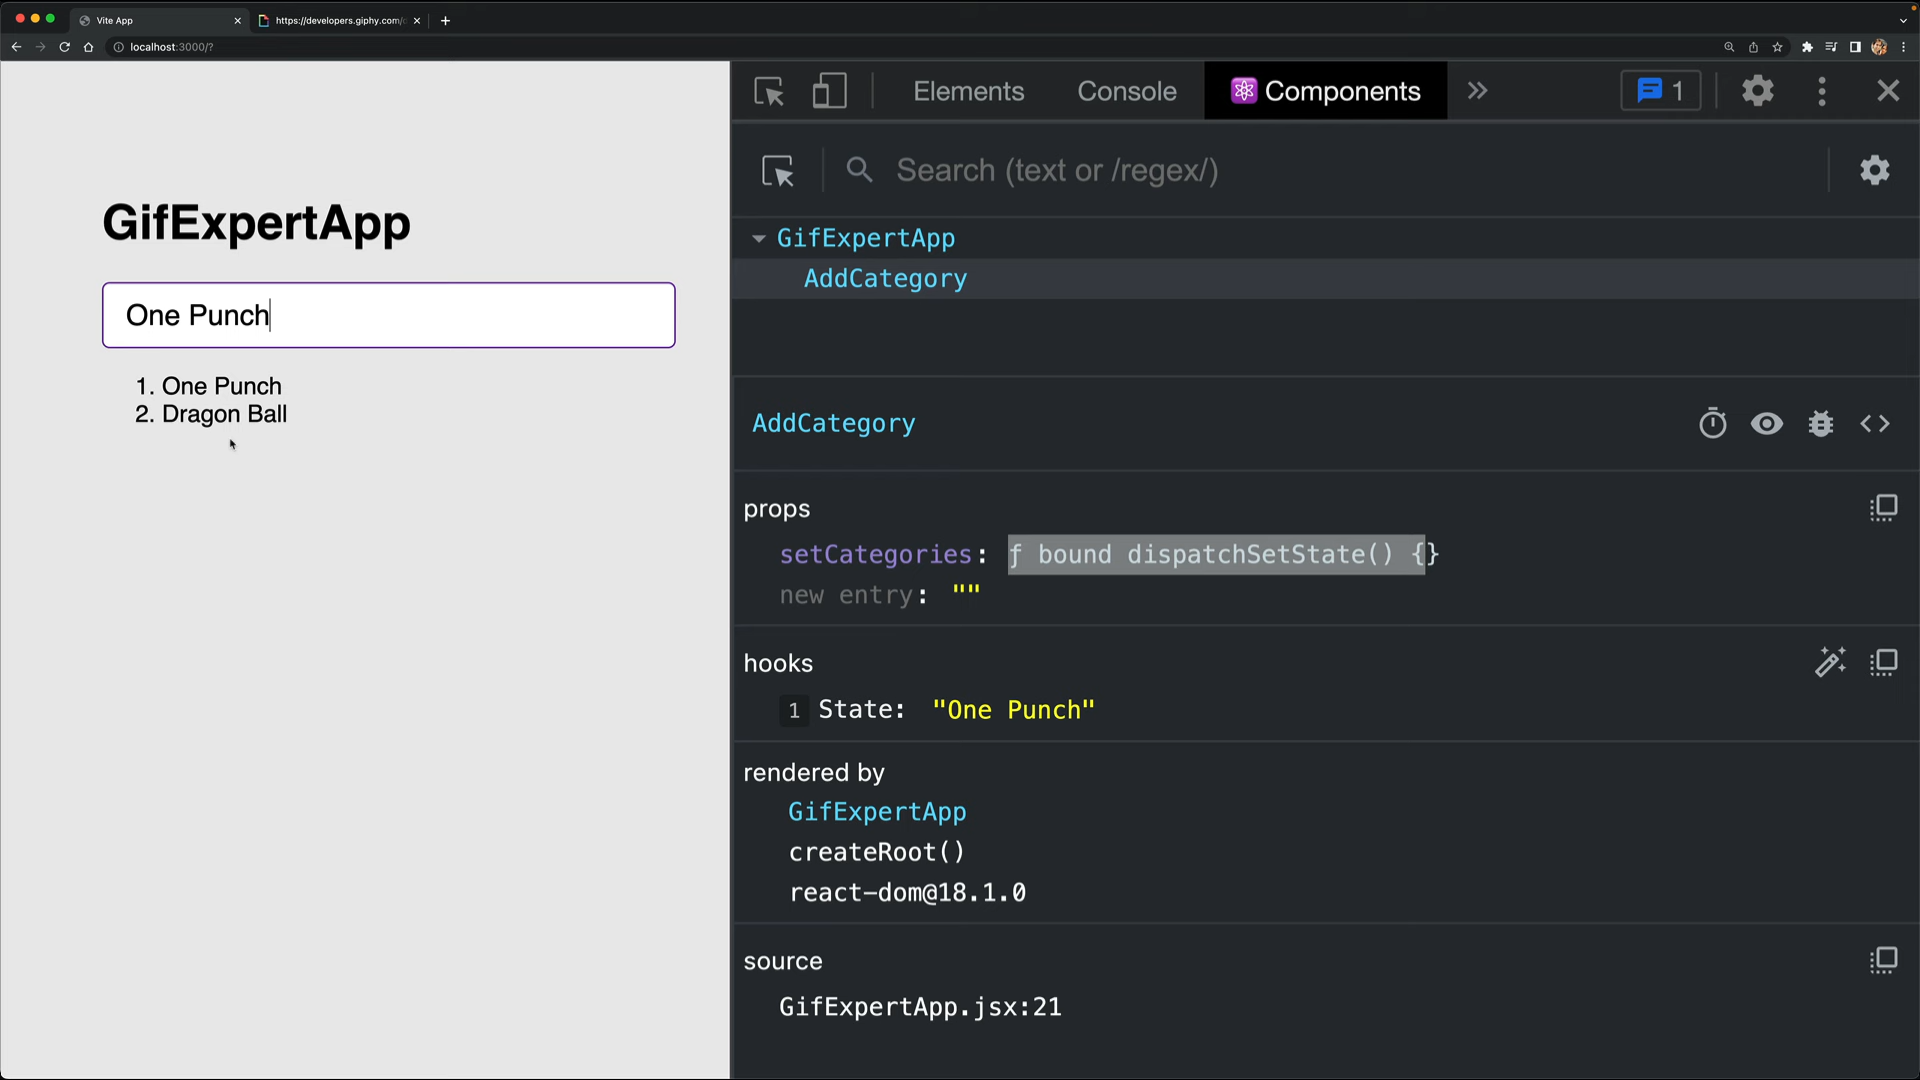 Vite App
https://developers.giphy.com/
localhost:3000/?
GifExpertApp
One Punch
1. One Punch
2. Dragon Ball
Elements
Console
Components
1
Search (text or /regex/)
GifExpertApp
AddCategory
AddCategory
props
setCategories: ƒ bound dispatchSetState() {}
new entry: ""
hooks
1 State: "One Punch"
rendered by
GifExpertApp
createRoot()
react-dom@18.1.0
source
GifExpertApp.jsx:21